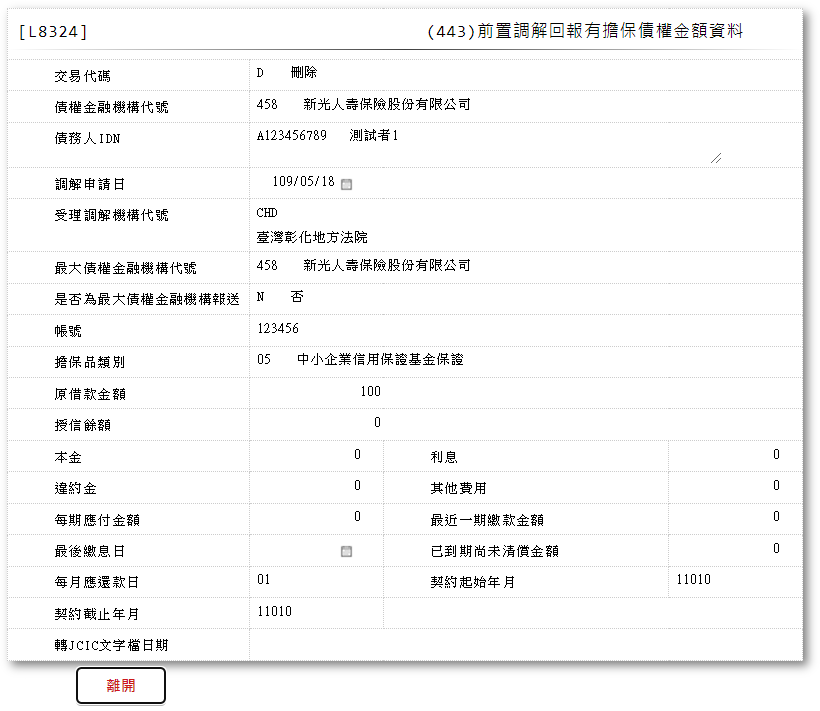 [L8324] (443)前置調解回報有擔保債權金額資料
交易代碼 D 刪除
債權金融機構代號 458 新光人壽保險股份有限公司
債務人IDN A123456789 測試者1
調解申請日 109/05/18
受理調解機構代號 CHD
臺灣彰化地方法院
最大債權金融機構代號 458 新光人壽保險股份有限公司
是否為最大債權金融機構報送 N 否
帳號 123456
擔保品類別 05 中小企業信用保證基金保證
原借款金額 100
授信餘額 0
本金 0 利息 0
違約金 0 其他費用 0
每期應付金額 0 最近一期繳款金額 0
最後繳息日 已到期尚未清償金額 0
每月應還款日 01 契約起始年月 11010
契約截止年月 11010
轉JCIC文字檔日期
離開